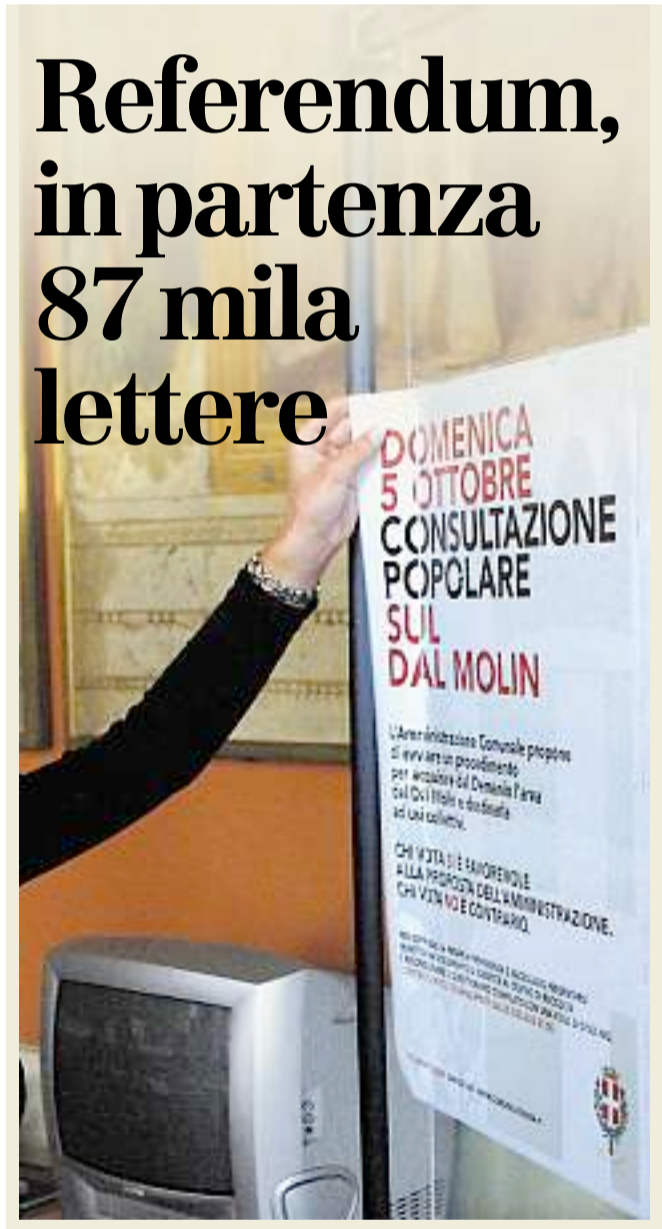 Referendum,
in partenza
87 mila
lettere
DOMENICA
5 OTTOBRE
CONSULTAZIONE
POPOLARE
SUL
DAL MOLIN
L'Amministrazione Comunale propone
di avviare un procedimento
per acquisire dal Demanio l'area
del Dal Molin e destinarla
ad usi collettivi.
CHI VOTA SÌ È FAVOREVOLE
ALLA PROPOSTA DELL'AMMINISTRAZIONE.
CHI VOTA NO È CONTRARIO.